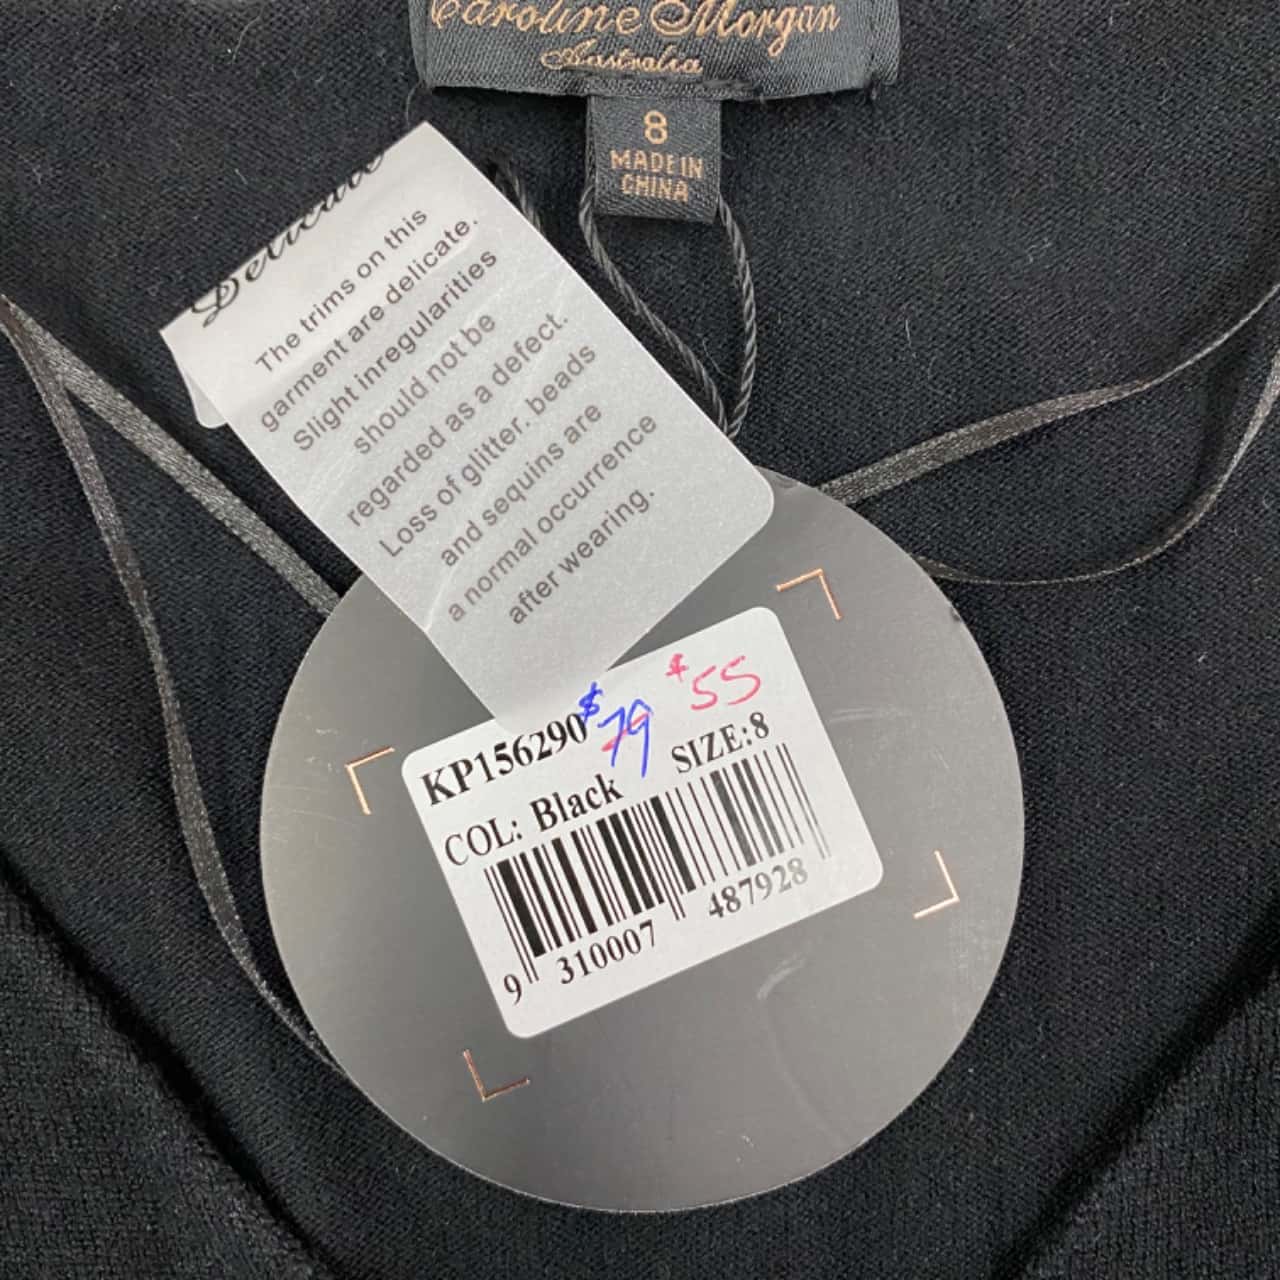 Caroline Morgan
Australia
8
MADE IN
CHINA
Delicate
The trims on this
garment are delicate.
Slight inregularities
should not be
regarded as a defect.
Loss of glitter. beads
and sequins are
a normal occurrence
after wearing.
$79 $55
KP156290
COL: Black SIZE:8
9 310007 487928